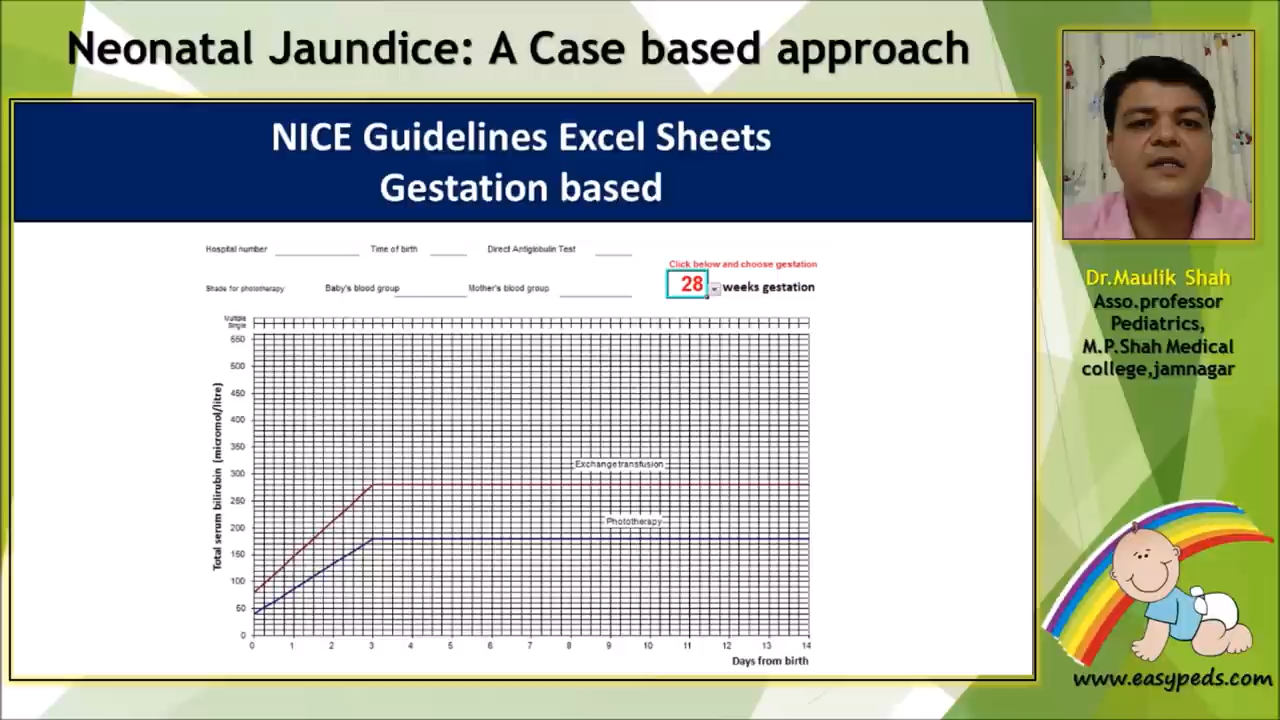 Neonatal Jaundice: A Case based approach
NICE Guidelines Excel Sheets
Gestation based
Hospital number
Time of birth
Direct Antiglobulin Test
Click below and choose gestation
Shade for phototherapy
Baby's blood group
Mother's blood group
28
weeks gestation
Multiple
Single
550
500
450
400
350
300
250
200
150
100
50
0
Total serum bilirubin (micromol/litre)
Exchange transfusion
Phototherapy
0 1 2 3 4 5 6 7 8 9 10 11 12 13 14
Days from birth
Dr.Maulik Shah
Asso.professor
Pediatrics,
M.P.Shah Medical
college,jamnagar
www.easypeds.com